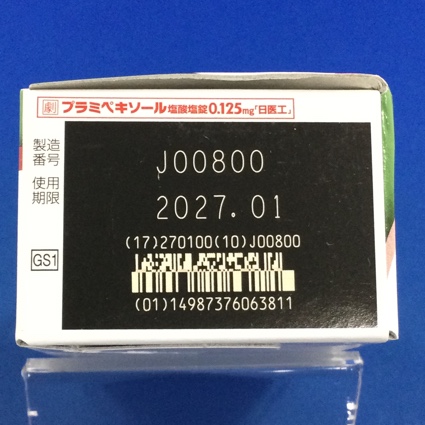 劇 プラミペキソール塩酸塩錠0.125mg「日医工」
製造番号 J00800
使用期限 2027.01
(17)270100(10)J00800
GS1
(01)14987376063811